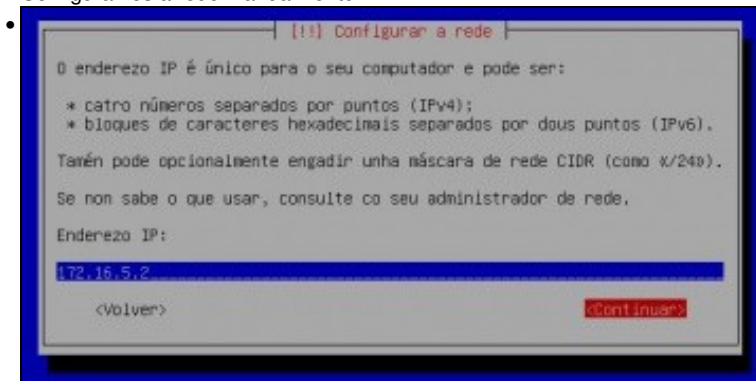 [!!] Configurar a rede
O enderezo IP é único para o seu computador e pode ser:
* catro números separados por puntos (IPv4);
* bloques de caracteres hexadecimais separados por dous puntos (IPv6).
Tamén pode opcionalmente engadir unha máscara de rede CIDR (como «/24»).
Se non sabe o que usar, consulte co seu administrador de rede.
Enderezo IP:
172.16.5.2
<Volver> <Continuar>